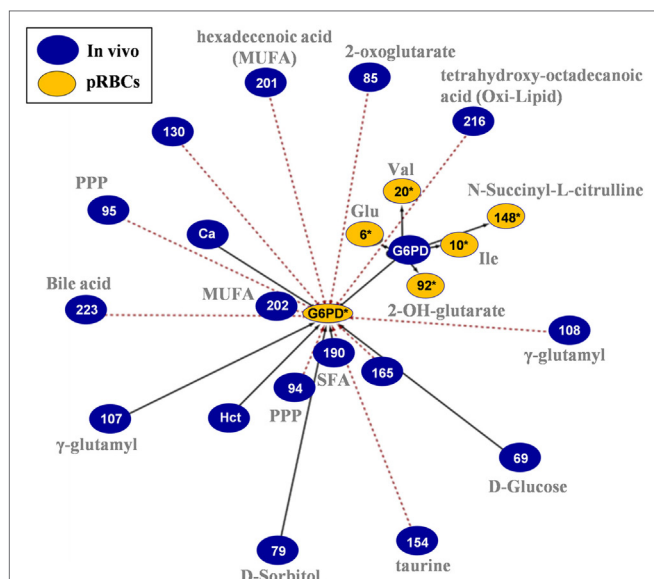 In vivo
pRBCs
hexadecenoic acid
(MUFA)
201
2-oxoglutarate
85
tetrahydroxy-octadecanoic
acid (Oxi-Lipid)
216
130
PPP
95
Val
20*
N-Succinyl-L-citrulline
148*
Glu
6*
G6PD
10*
Ile
Ca
92*
2-OH-glutarate
Bile acid
223
MUFA
202
G6PD*
108
γ-glutamyl
190
SFA
165
94
PPP
107
γ-glutamyl
Hct
69
D-Glucose
79
D-Sorbitol
154
taurine